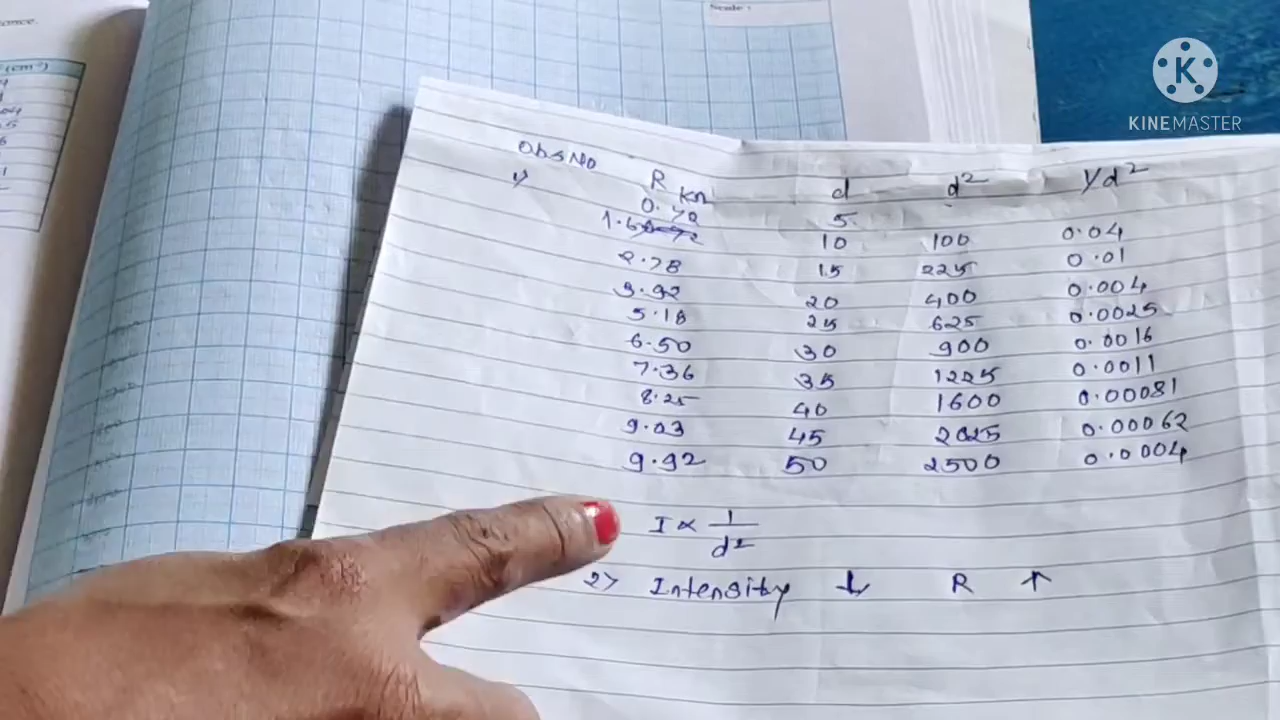 Scale :
KINEMASTER
Obs No R KΩ d d² 1/d²
1)
5 0.04
10 100 0.01
2.78 15 225 0.004
3.92 20 400 0.0025
5.18 25 625 0.0016
6.50 30 900 0.0011
7.36 35 1225 0.00081
8.25 40 1600 0.00062
9.03 45 2025 0.0004
9.92 50 2500
I ∝ 1/d²
2) Intensity ↓ R ↑